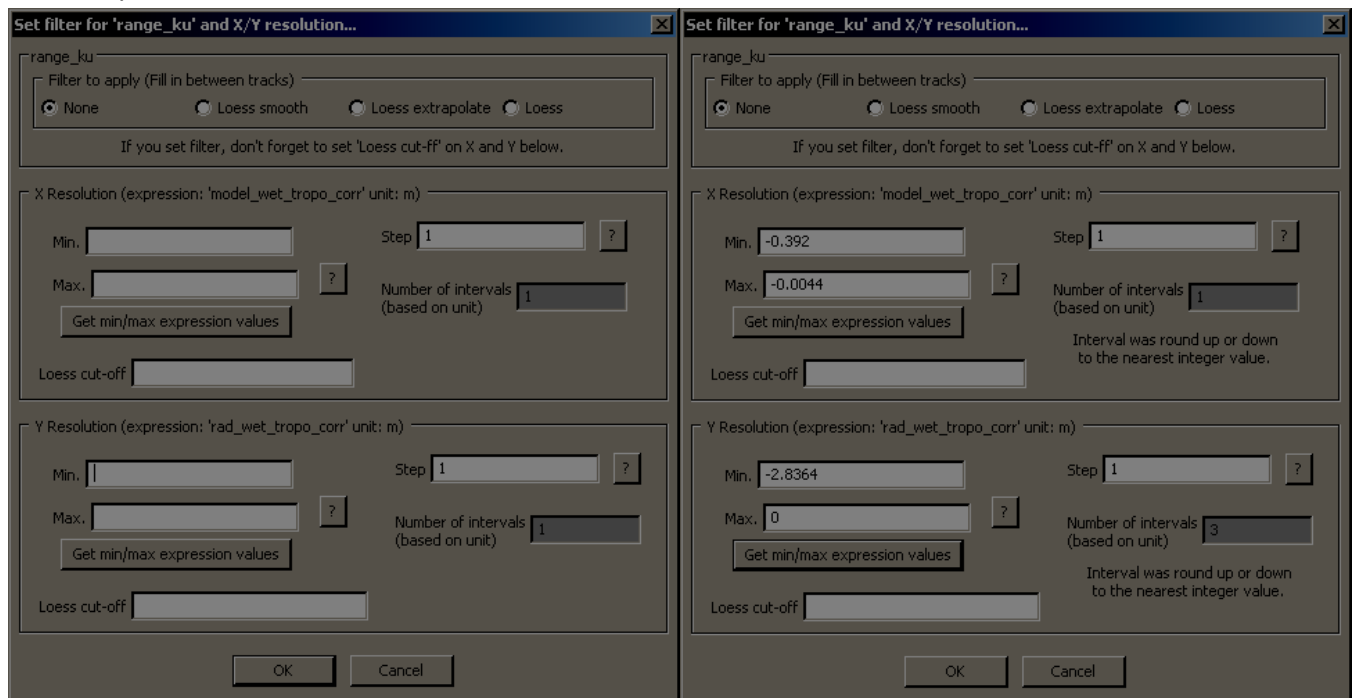 Set filter for 'range_ku' and X/Y resolution...
range_ku
Filter to apply (Fill in between tracks)
None Loess smooth Loess extrapolate Loess
If you set filter, don't forget to set 'Loess cut-ff' on X and Y below.
X Resolution (expression: 'model_wet_tropo_corr' unit: m)
Min.
Step 1 ?
Max. ?
Number of intervals 1
(based on unit)
Get min/max expression values
Loess cut-off
Y Resolution (expression: 'rad_wet_tropo_corr' unit: m)
Min.
Step 1 ?
Max. ?
Number of intervals 1
(based on unit)
Get min/max expression values
Loess cut-off
OK Cancel
Set filter for 'range_ku' and X/Y resolution...
range_ku
Filter to apply (Fill in between tracks)
None Loess smooth Loess extrapolate Loess
If you set filter, don't forget to set 'Loess cut-ff' on X and Y below.
X Resolution (expression: 'model_wet_tropo_corr' unit: m)
Min. -0.392
Step 1 ?
Max. -0.0044 ?
Number of intervals 1
(based on unit)
Get min/max expression values
Interval was round up or down
to the nearest integer value.
Loess cut-off
Y Resolution (expression: 'rad_wet_tropo_corr' unit: m)
Min. -2.8364
Step 1 ?
Max. 0 ?
Number of intervals 3
(based on unit)
Get min/max expression values
Interval was round up or down
to the nearest integer value.
Loess cut-off
OK Cancel